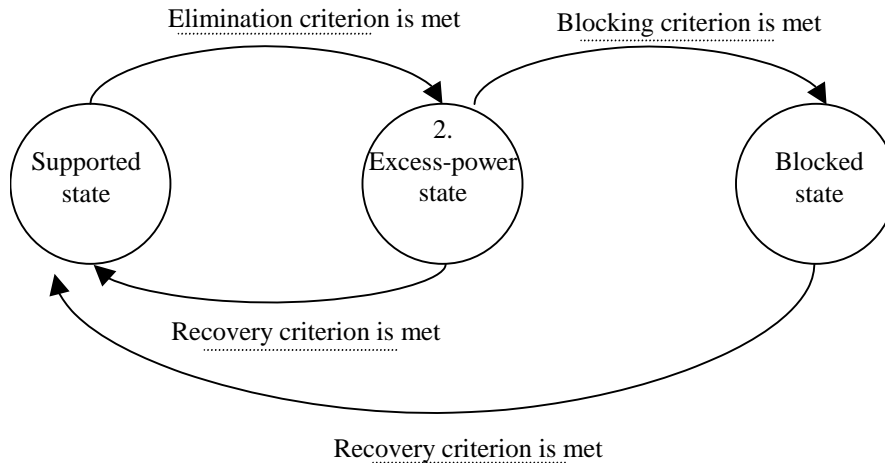 Elimination criterion is met
Blocking criterion is met
Supported
state
2.
Excess-power
state
Blocked
state
Recovery criterion is met
Recovery criterion is met